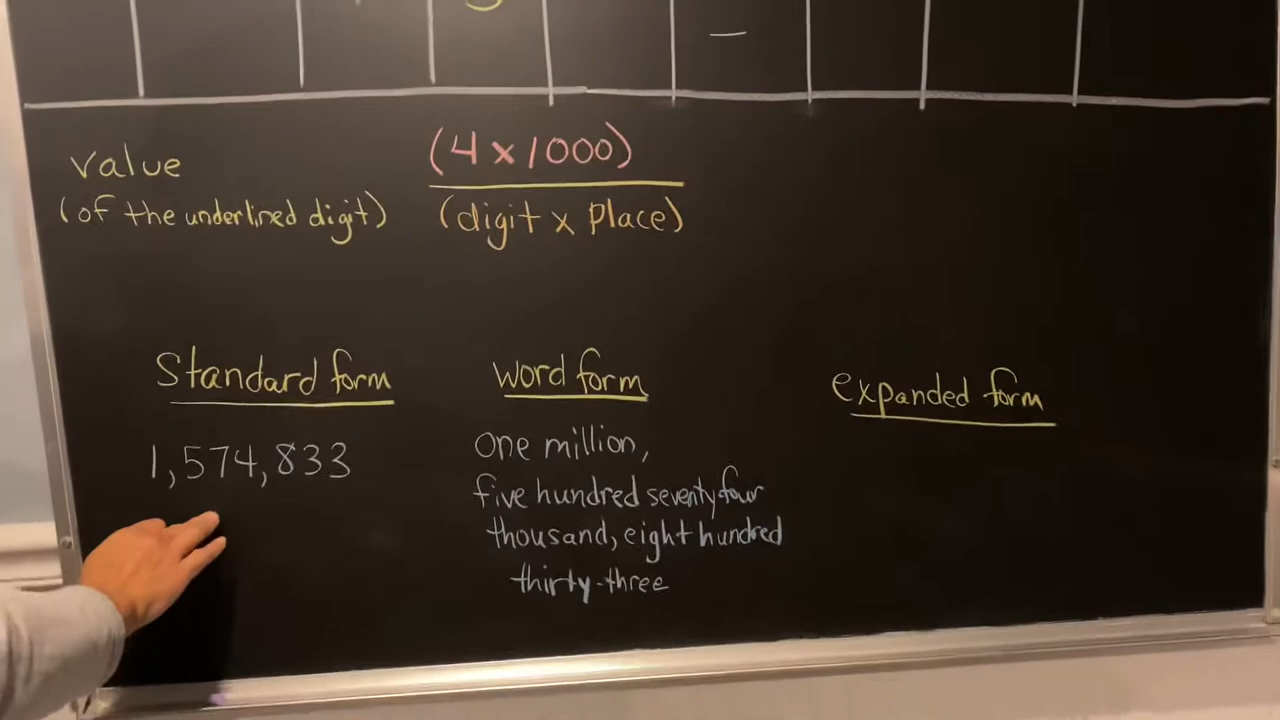 value
(of the underlined digit)
(4 x 1000)
(digit x Place)
Standard form
1,574,833
word form
one million,
five hundred seventy four
thousand, eight hundred
thirty-three
expanded form